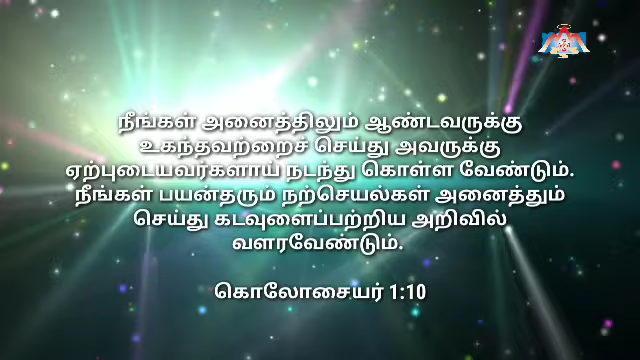 நீங்கள் அனைத்திலும் ஆண்டவருக்கு
உகந்தவற்றைச் செய்து அவருக்கு
ஏற்புடையவர்களாய் நடந்து கொள்ள வேண்டும்.
நீங்கள் பயன்தரும் நற்செயல்கள் அனைத்தும்
செய்து கடவுளைப்பற்றிய அறிவில்
வளரவேண்டும்.
கொலோசையர் 1:10